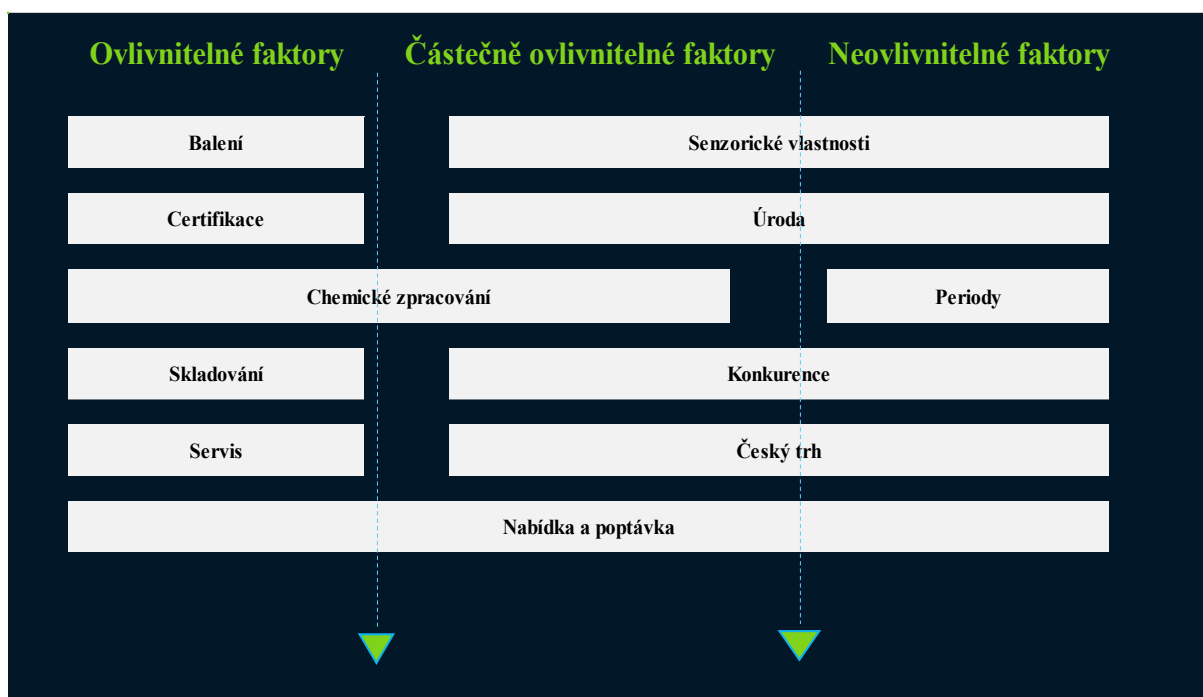 Ovlivnitelné faktory
Částečně ovlivnitelné faktory
Neovlivnitelné faktory
Balení
Senzorické vlastnosti
Certifikace
Úroda
Chemické zpracování
Periody
Skladování
Konkurence
Servis
Český trh
Nabídka a poptávka